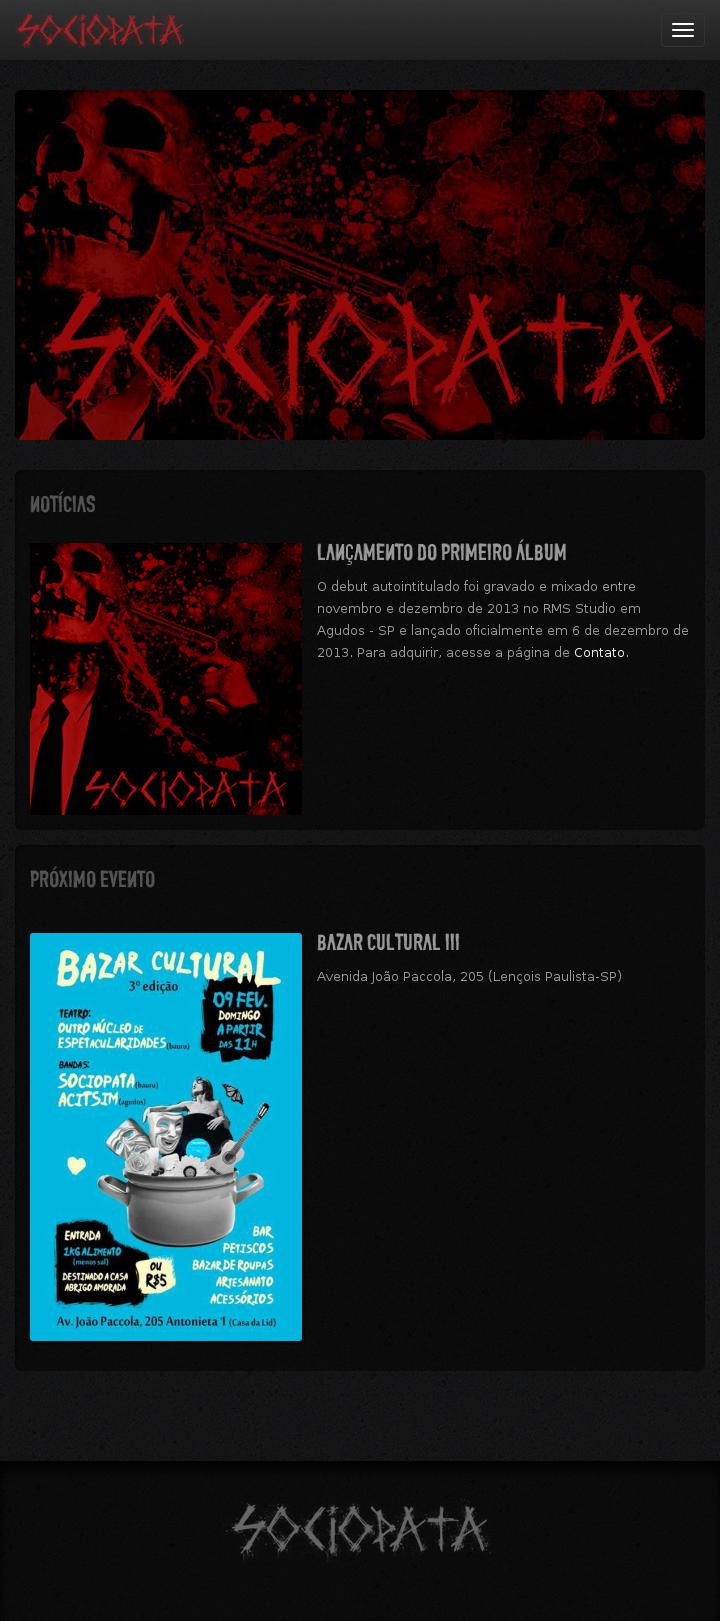 SOCIOPATA
SOCIOPATA
NOTÍCIAS
LANÇAMENTO DO PRIMEIRO ÁLBUM
O debut autointitulado foi gravado e mixado entre
novembro e dezembro de 2013 no RMS Studio em
Agudos - SP e lançado oficialmente em 6 de dezembro de
2013. Para adquirir, acesse a página de Contato.
SOCIOPATA
PRÓXIMO EVENTO
BAZAR CULTURAL III
Avenida João Paccola, 205 (Lençois Paulista-SP)
BAZAR CULTURAL
3º edição
09 FEV.
DOMINGO
A PARTIR
DAS 11H
TEATRO:
OUTRO NÚCLEO DE
ESPETACULARIDADES (bauru)
BANDAS:
SOCIOPATA (bauru)
ACITSIM (agudos)
ENTRADA
1KG ALIMENTO
(menos sal)
DESTINADO A CASA
ABRIGO AMORADA
OU
R$5
BAR
PETISCOS
BAZAR DE ROUPAS
ARTESANATO
ACESSÓRIOS
Av. João Paccola, 205 Antonieta 1 (Casa da Lid)
SOCIOPATA